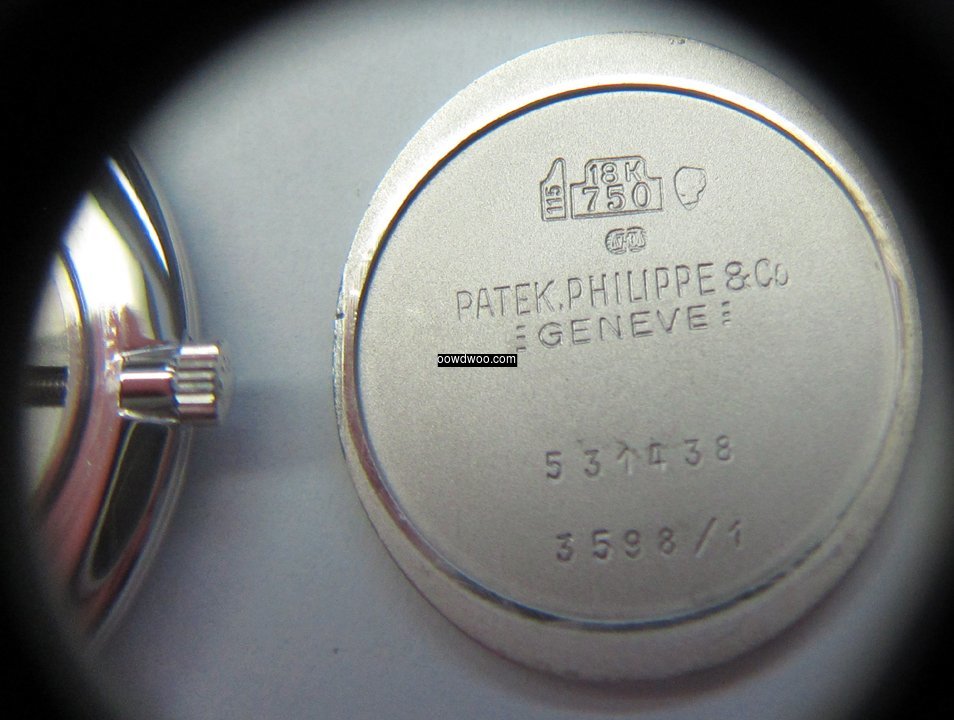 115 18K
750
PATEK, PHILIPPE & Co
GENEVE
oowdwoo.com
531438
3598/1